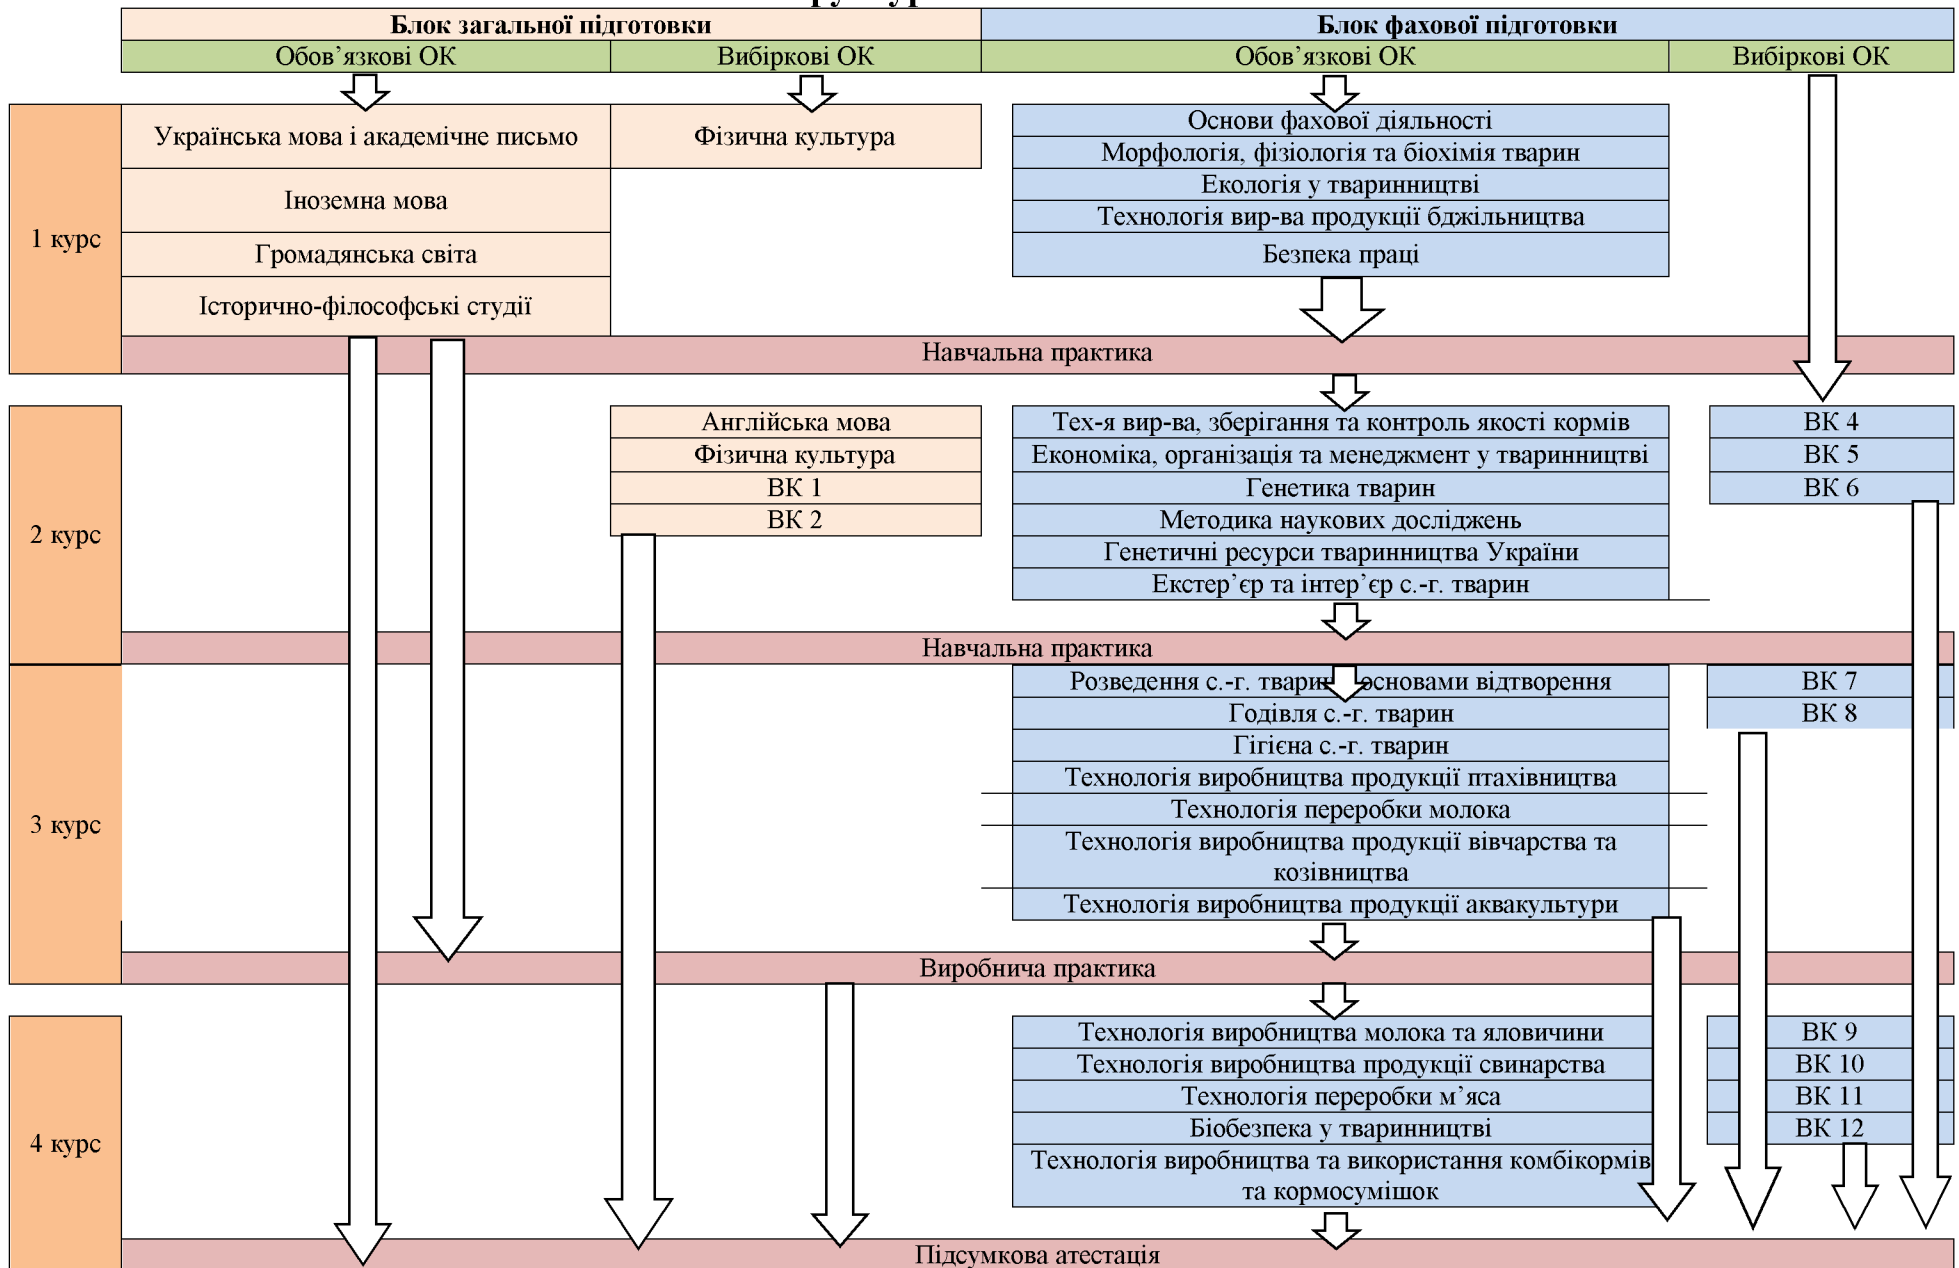 Блок загальної підготовки
Блок фахової підготовки
Обов’язкові ОК
Вибіркові ОК
Обов’язкові ОК
Вибіркові ОК
1 курс
Українська мова і академічне письмо
Іноземна мова
Громадянська світа
Історично-філософські студії
Фізична культура
Основи фахової діяльності
Морфологія, фізіологія та біохімія тварин
Екологія у тваринництві
Технологія вир-ва продукції бджільництва
Безпека праці
Навчальна практика
2 курс
Англійська мова
Фізична культура
ВК 1
ВК 2
Тех-я вир-ва, зберігання та контроль якості кормів
Економіка, організація та менеджмент у тваринництві
Генетика тварин
Методика наукових досліджень
Генетичні ресурси тваринництва України
Екстер’єр та інтер’єр с.-г. тварин
ВК 4
ВК 5
ВК 6
Навчальна практика
3 курс
Розведення с.-г. тварин основами відтворення
Годівля с.-г. тварин
Гігієна с.-г. тварин
Технологія виробництва продукції птахівництва
Технологія переробки молока
Технологія виробництва продукції вівчарства та
козівництва
Технологія виробництва продукції аквакультури
ВК 7
ВК 8
Виробнича практика
4 курс
Технологія виробництва молока та яловичини
Технологія виробництва продукції свинарства
Технологія переробки м’яса
Біобезпека у тваринництві
Технологія виробництва та використання комбікормів
та кормосумішок
ВК 9
ВК 10
ВК 11
ВК 12
Підсумкова атестація